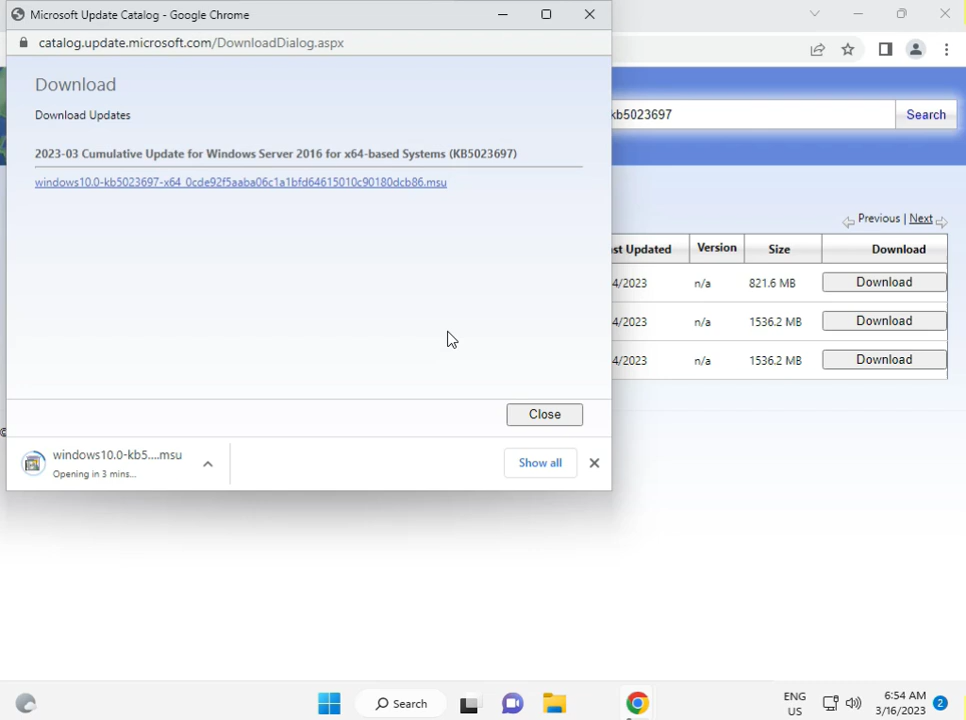 Microsoft Update Catalog - Google Chrome
catalog.update.microsoft.com/DownloadDialog.aspx
Download
Download Updates
2023-03 Cumulative Update for Windows Server 2016 for x64-based Systems (KB5023697)
windows10.0-kb5023697-x64_0cde92f5aaba06c1a1bfd64615010c90180dcb86.msu
Close
windows10.0-kb5....msu
Opening in 3 mins...
Show all
kb5023697
Search
Previous | Next
st Updated Version Size Download
4/2023 n/a 821.6 MB Download
4/2023 n/a 1536.2 MB Download
4/2023 n/a 1536.2 MB Download
©
Search
ENG
US
6:54 AM
3/16/2023
2